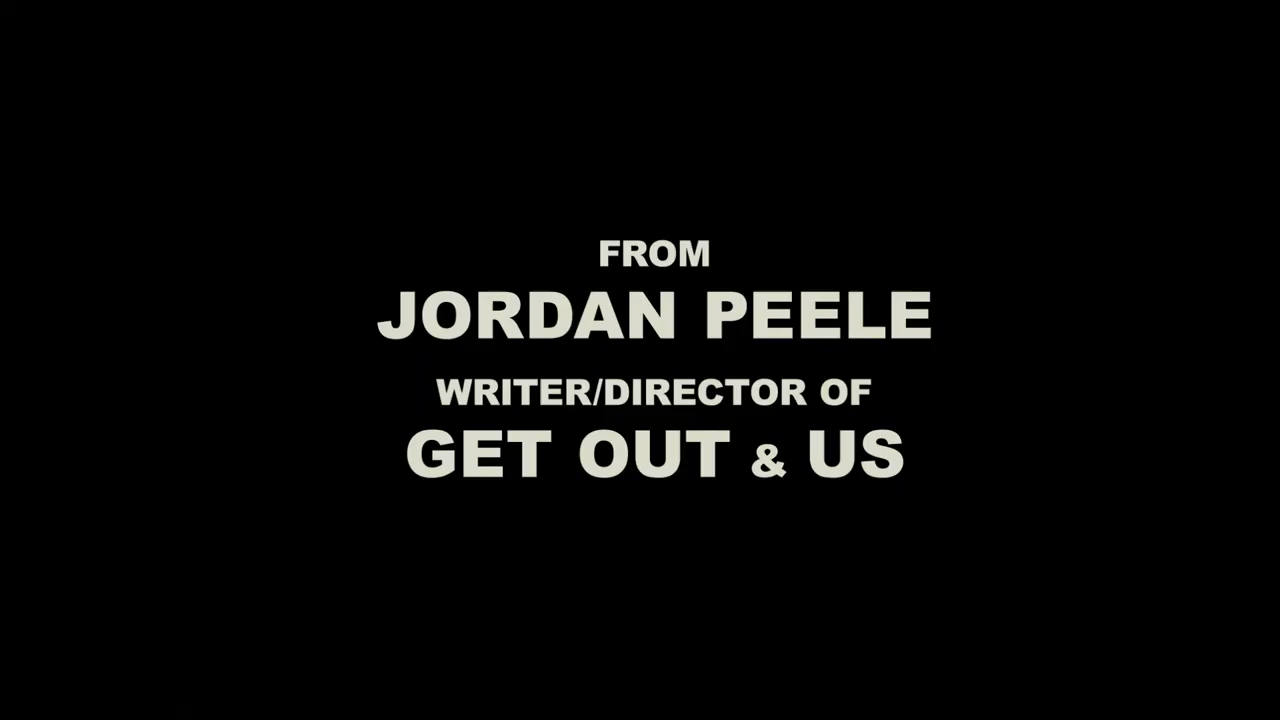 FROM
JORDAN PEELE
WRITER/DIRECTOR OF
GET OUT & US